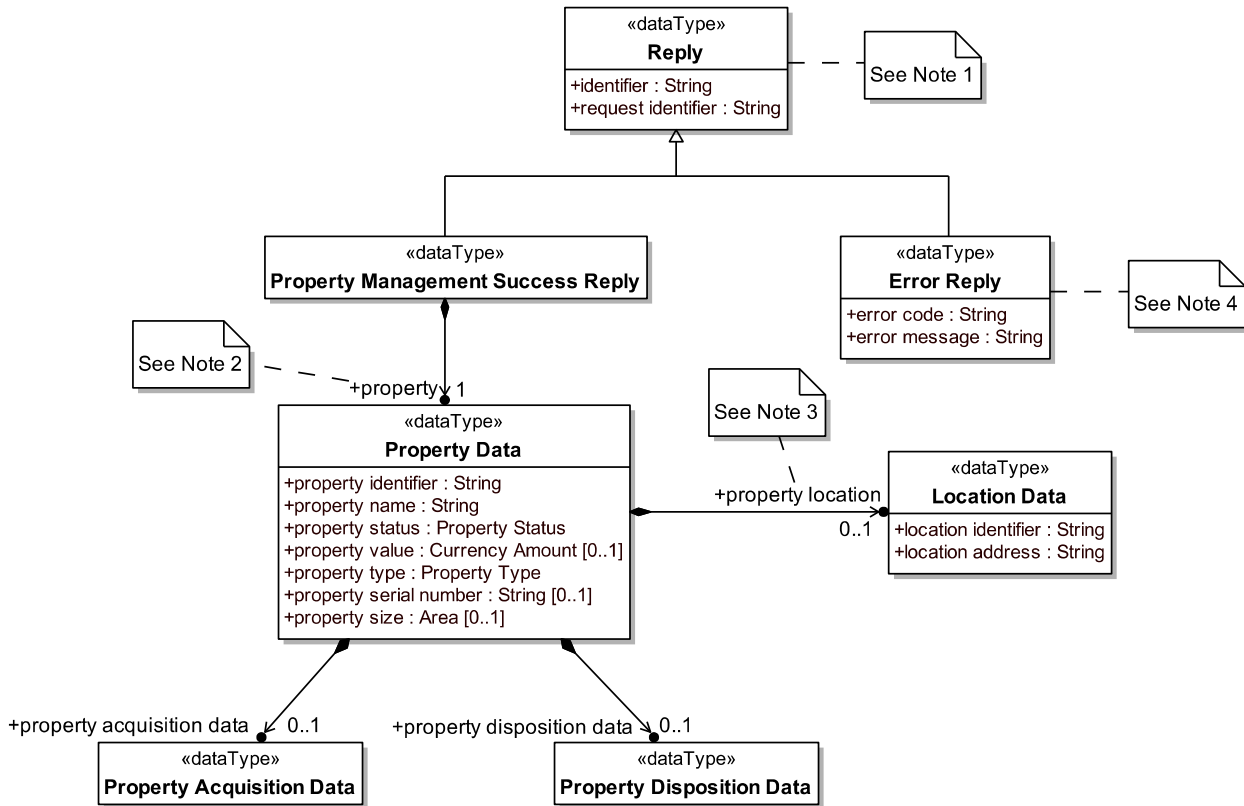 «dataType»
Reply
+identifier : String
+request identifier : String
See Note 1
«dataType»
Property Management Success Reply
«dataType»
Error Reply
+error code : String
+error message : String
See Note 4
See Note 2
+property
1
See Note 3
«dataType»
Property Data
+property identifier : String
+property name : String
+property status : Property Status
+property value : Currency Amount [0..1]
+property type : Property Type
+property serial number : String [0..1]
+property size : Area [0..1]
+property location
0..1
«dataType»
Location Data
+location identifier : String
+location address : String
+property acquisition data
0..1
+property disposition data
0..1
«dataType»
Property Acquisition Data
«dataType»
Property Disposition Data